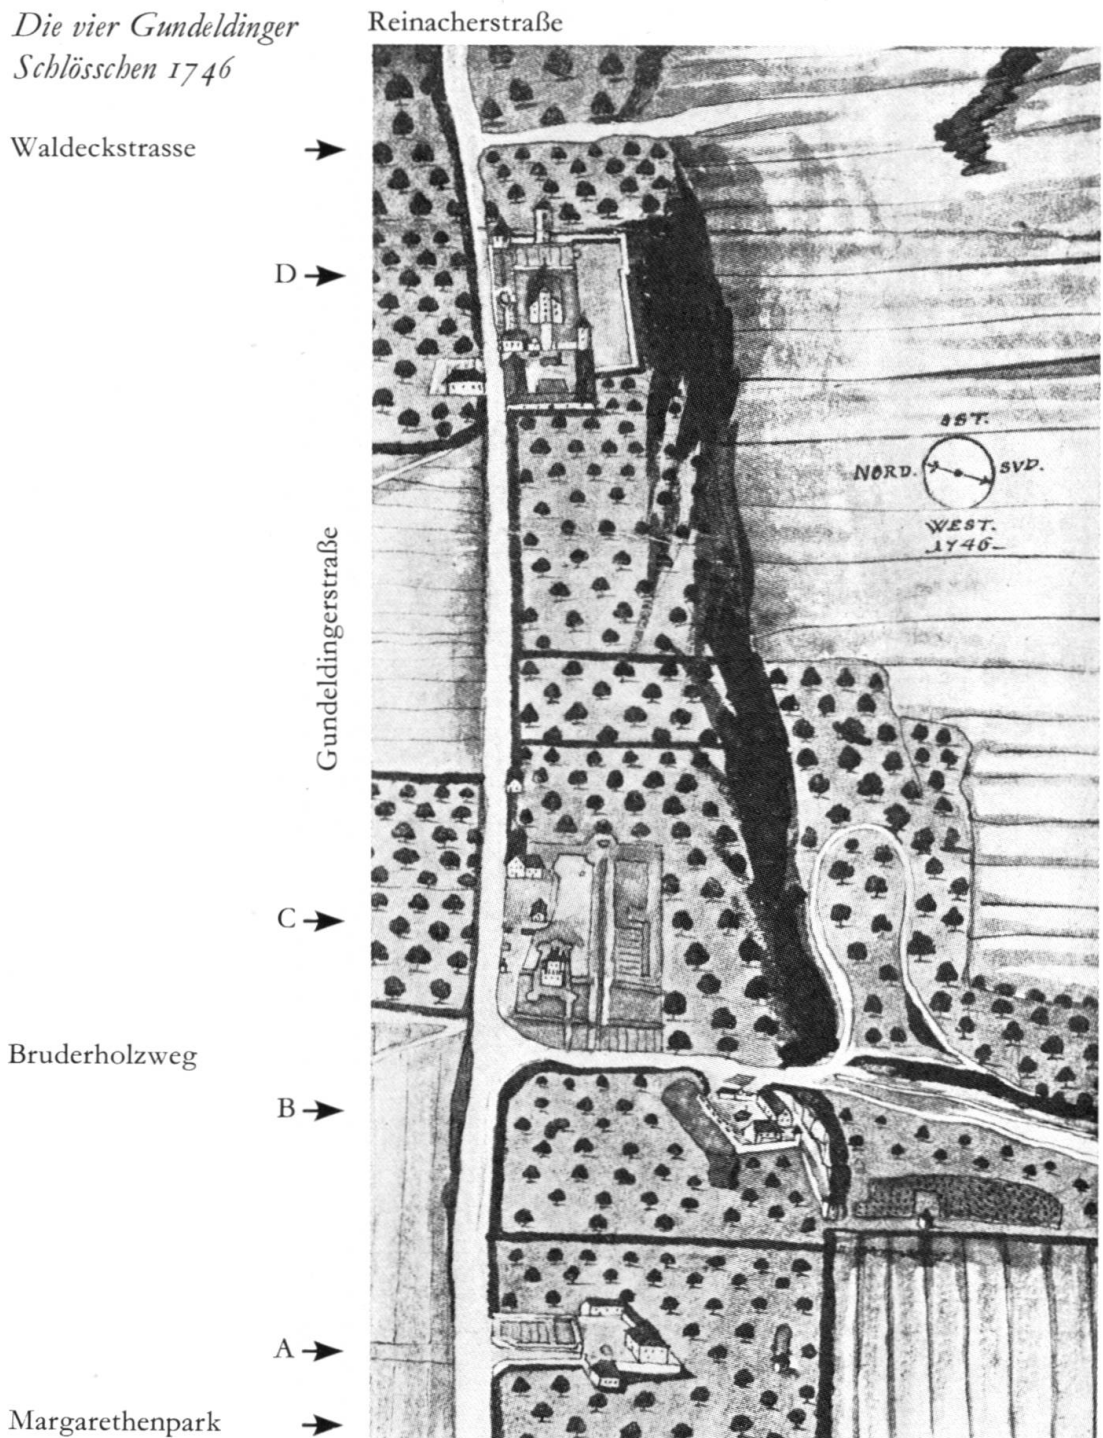 Die vier Gundeldinger
Schlösschen 1746
Reinacherstraße
Waldeckstrasse
D
OST.
NORD.
SVD.
WEST.
1746
Gundeldingerstraße
C
Bruderholzweg
B
A
Margarethenpark